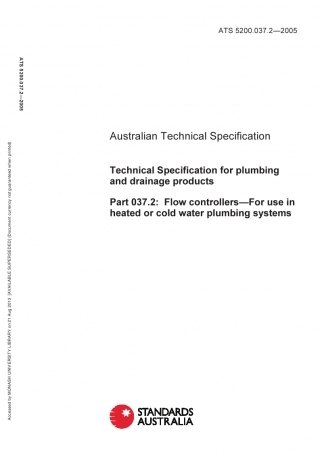 ATS 5200.037.2—2005
ATS 5200.037.2—2005
Australian Technical Specification
Technical Specification for plumbing
and drainage products
Part 037.2: Flow controllers—For use in
heated or cold water plumbing systems
Accessed by MONASH UNIVERSITY LIBRARY on 21 Aug 2013 [AVAILABLE SUPERSEDED] (Document currency not guaranteed when printed)
STANDARDS
AUSTRALIA